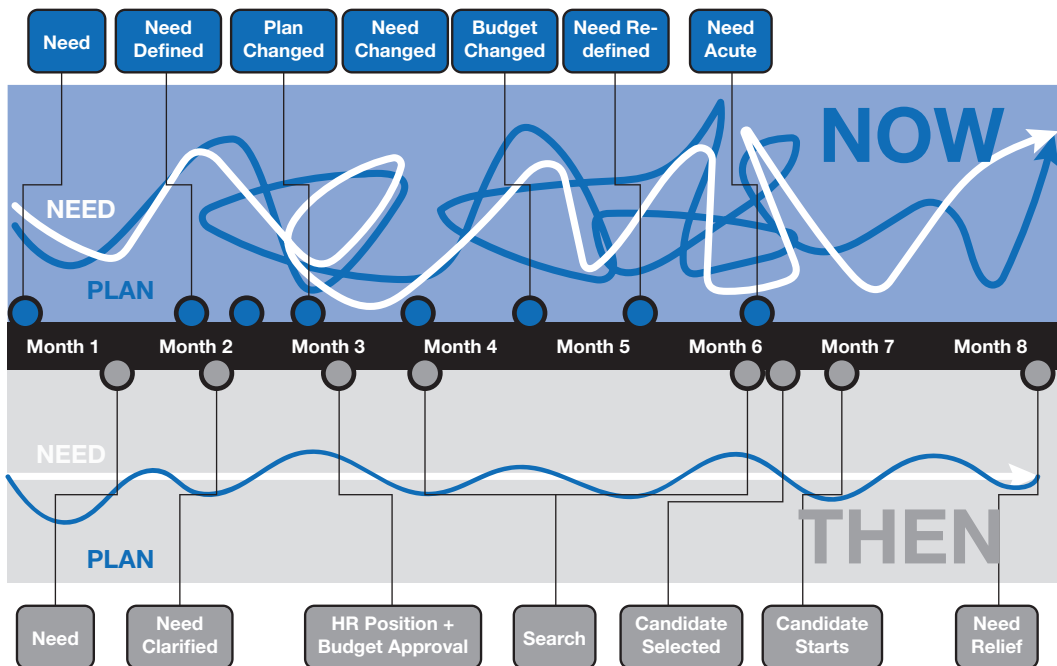 Need
Need
Defined
Plan
Changed
Need
Changed
Budget
Changed
Need Re-
defined
Need
Acute
NOW
NEED
PLAN
Month 1
Month 2
Month 3
Month 4
Month 5
Month 6
Month 7
Month 8
NEED
THEN
PLAN
Need
Need
Clarified
HR Position +
Budget Approval
Search
Candidate
Selected
Candidate
Starts
Need
Relief